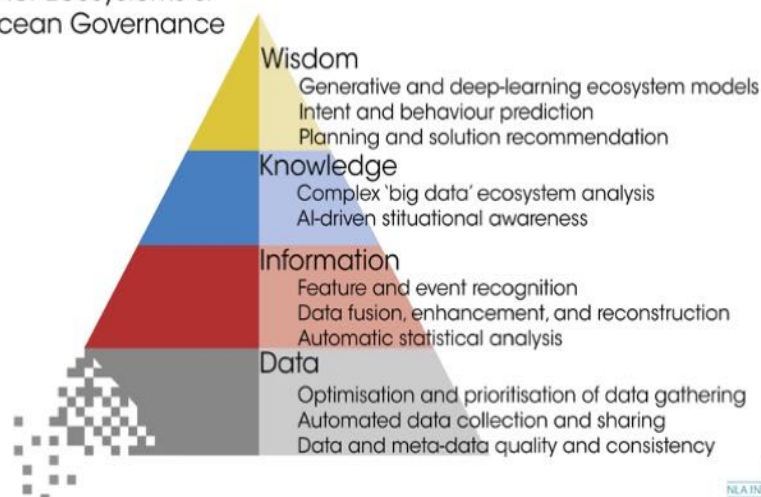 Ecosystems
cean Governance
Wisdom
Generative and deep-learning ecosystem models
Intent and behaviour prediction
Planning and solution recommendation
Knowledge
Complex 'big data' ecosystem analysis
AI-driven stituational awareness
Information
Feature and event recognition
Data fusion, enhancement, and reconstruction
Automatic statistical analysis
Data
Optimisation and prioritisation of data gathering
Automated data collection and sharing
Data and meta-data quality and consistency
NLA IN